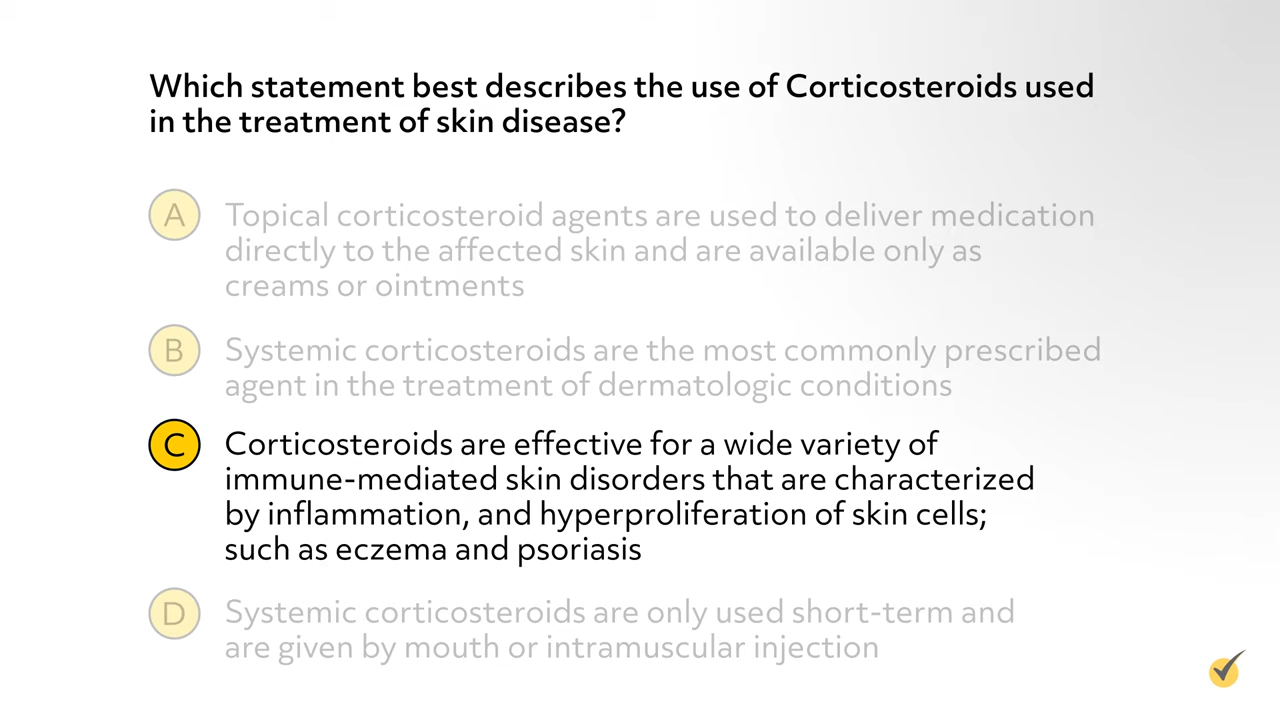 Which statement best describes the use of Corticosteroids used
in the treatment of skin disease?
A
Topical corticosteroid agents are used to deliver medication
directly to the affected skin and are available only as
creams or ointments
B
Systemic corticosteroids are the most commonly prescribed
agent in the treatment of dermatologic conditions
C
Corticosteroids are effective for a wide variety of
immune-mediated skin disorders that are characterized
by inflammation, and hyperproliferation of skin cells;
such as eczema and psoriasis
D
Systemic corticosteroids are only used short-term and
are given by mouth or intramuscular injection